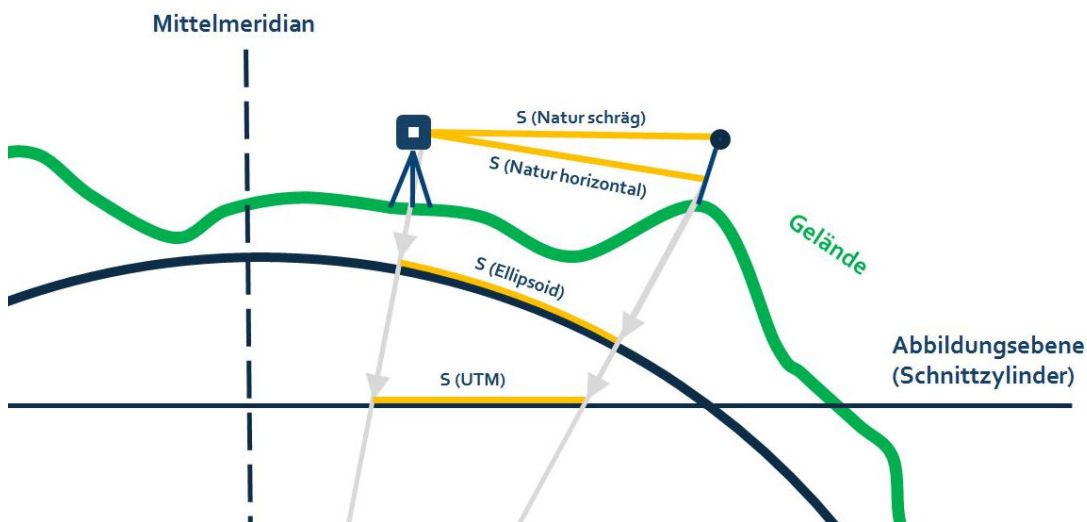 Mittelmeridian
S (Natur schräg)
S (Natur horizontal)
Gelände
S (Ellipsoid)
Abbildungsebene
(Schnittzylinder)
S (UTM)